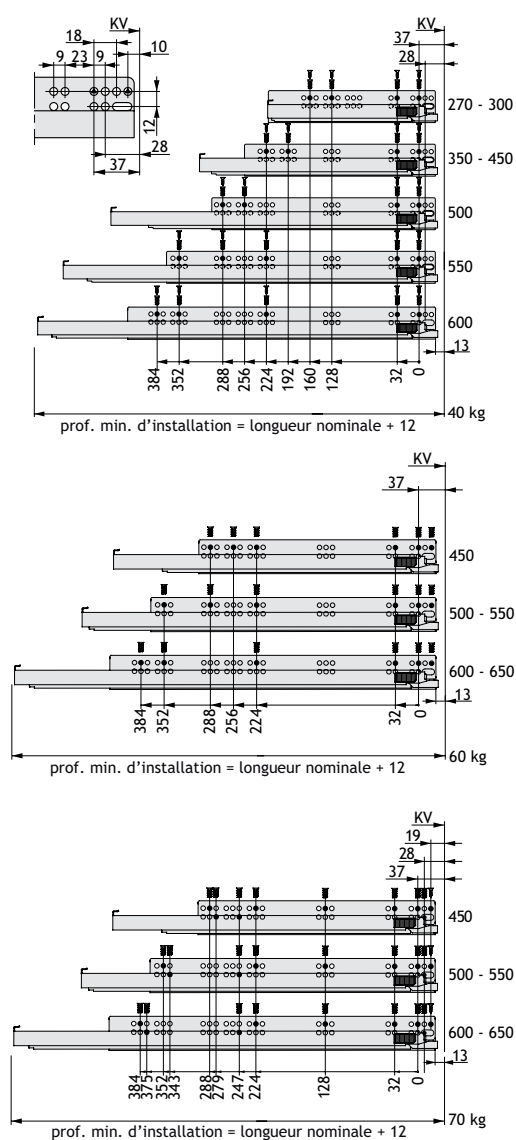 KV
18
10
9 23 9
12
28
37
KV
37
28
270 - 300
350 - 450
500
550
600
13
384 352 288 256 224 192 160 128 32 0
40 kg
prof. min. d’installation = longueur nominale + 12
KV
37
450
500 - 550
600 - 650
13
384 352 288 256 224 32 0
60 kg
prof. min. d’installation = longueur nominale + 12
KV
19
28
37
450
500 - 550
600 - 650
13
384 375 352 343 288 279 247 224 128 32 0
70 kg
prof. min. d’installation = longueur nominale + 12